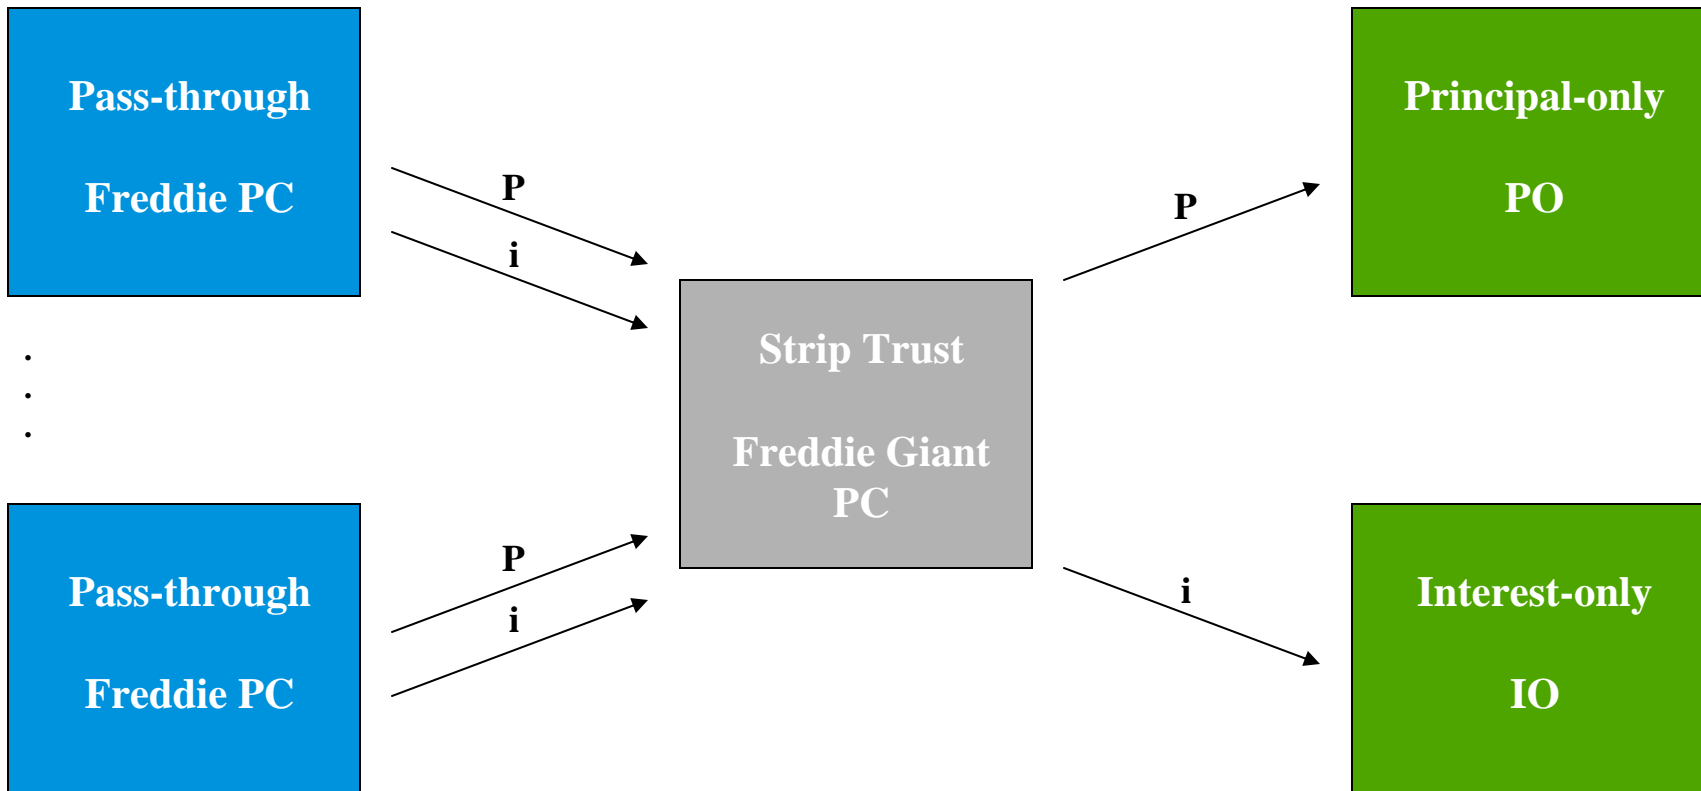 Pass-through
Freddie PC
P
i
.
.
.
Pass-through
Freddie PC
P
i
Strip Trust
Freddie Giant
PC
P
i
Principal-only
PO
Interest-only
IO